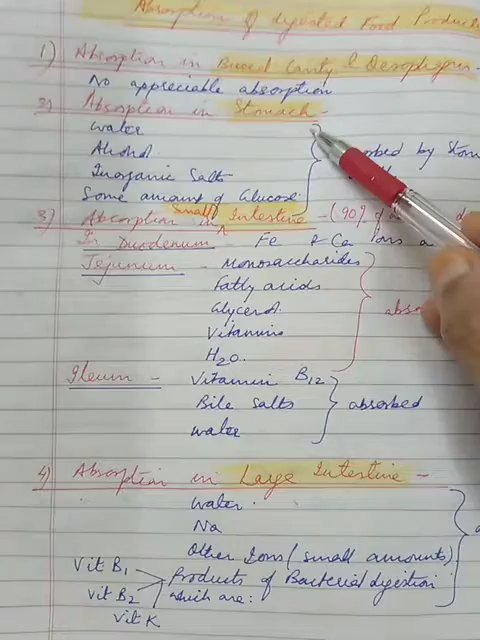 Absorption of digested Food Produc
1) Absorption in Buccal Cavity & Oesophagus-
No appreciable absorption
2) Absorption in Stomach-
Water
Alcohol
Inorganic Salts
Some amount of Glucose.
orbed by Stom
3) Absorption in Small Intestine - (90%
In Duodenum - Fe & Ca Ions a
Jejunum - Monosaccharides
Fatty acids
Glycerol.
Vitamins
H2O.
abso
Ileum - Vitamin B12
Bile Salts
water
absorbed
4) Absorption in Large Intestine -
Water.
Na
Other Ions (small amounts)
Products of Bacterial digestion
which are:
Vit B1
Vit B2
Vit K